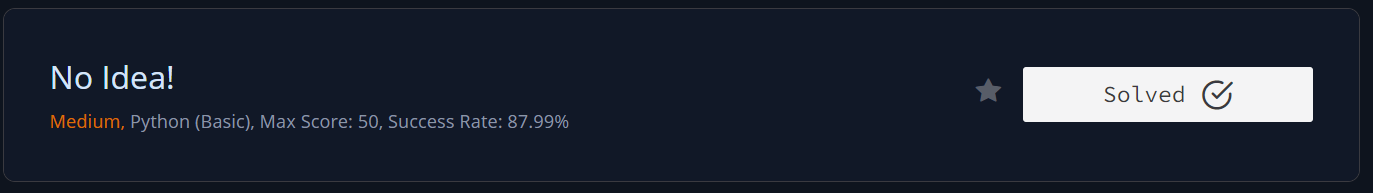 No Idea!
Medium, Python (Basic), Max Score: 50, Success Rate: 87.99%
Solved